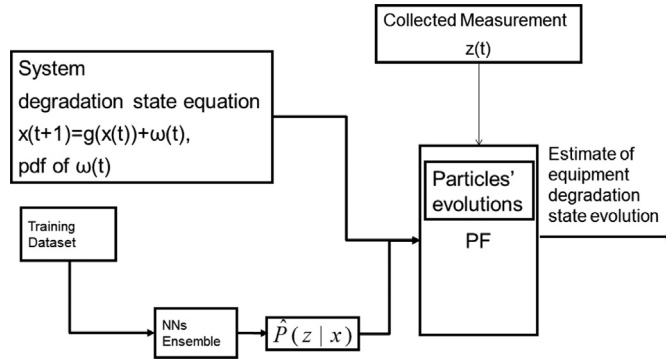 Collected Measurement
z(t)
System
degradation state equation
x(t+1)=g(x(t))+ω(t),
pdf of ω(t)
Particles’
evolutions
PF
Estimate of
equipment
degradation
state evolution
Training
Dataset
NNs
Ensemble
P̂(z | x)